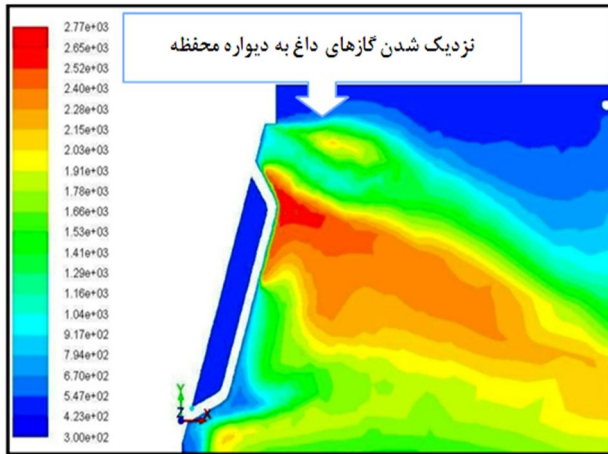 نزدیک شدن گازهای داغ به دیواره محفظه
2.77e+03
2.65e+03
2.52e+03
2.40e+03
2.28e+03
2.15e+03
2.03e+03
1.91e+03
1.78e+03
1.66e+03
1.53e+03
1.41e+03
1.29e+03
1.16e+03
1.04e+03
9.17e+02
7.94e+02
6.70e+02
5.47e+02
4.23e+02
3.00e+02
Y
Z
X